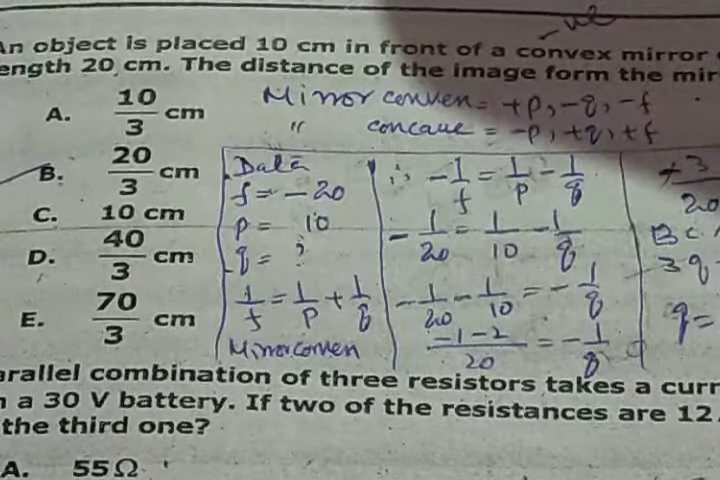 -ve
An object is placed 10 cm in front of a convex mirror
ength 20 cm. The distance of the image form the mir
A. 10/3 cm
B. 20/3 cm
C. 10 cm
D. 40/3 cm
E. 70/3 cm
Mirror conven = +p, -q, -f
" concave = -p, +q, +f
Data
f = -20
p = 10
q = ?
1/f = 1/p + 1/q
Mirror conven
∴ -1/f = 1/p - 1/q
-1/20 = 1/10 - 1/q
-1/20 - 1/10 = -1/q
-1-2/20 = -1/q
+3
20
3q
q=
arallel combination of three resistors takes a curr
a 30 V battery. If two of the resistances are 12
the third one?
A. 55Ω